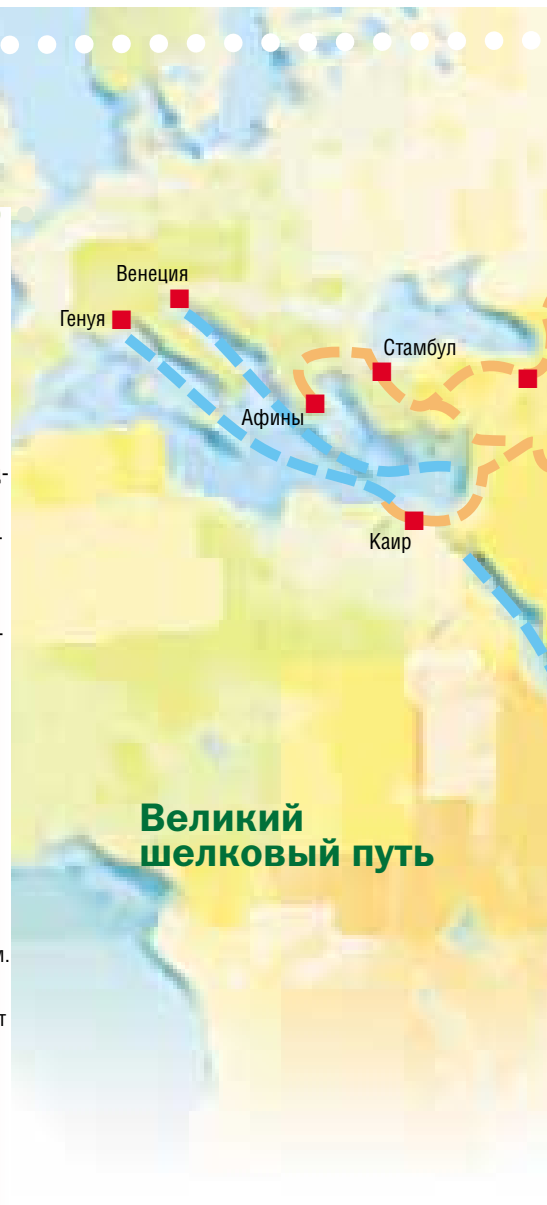 Венеция
Генуя
Стамбул
Афины
Каир
Великий
шелковый путь
т